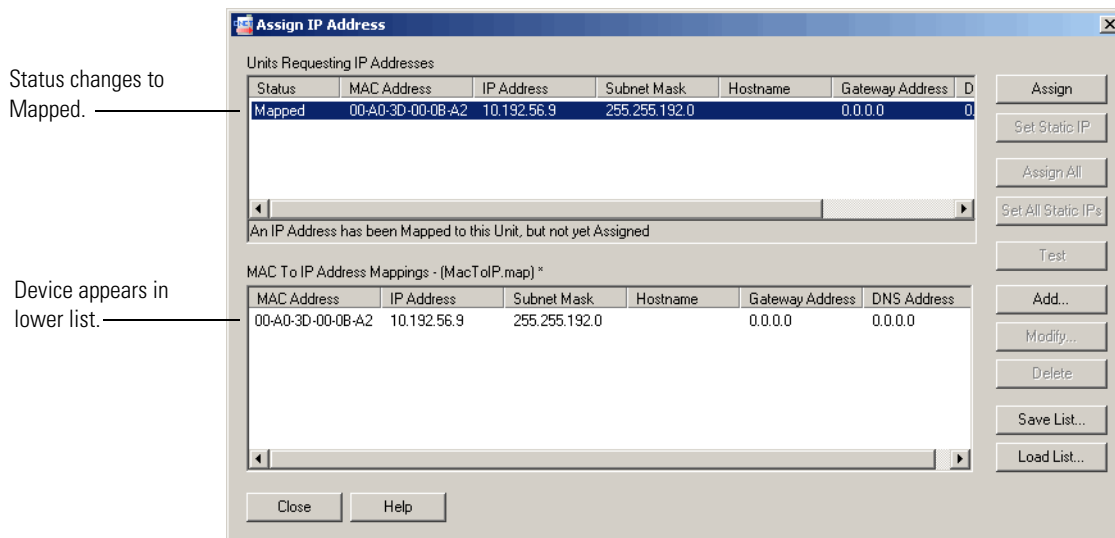 Assign IP Address
Units Requesting IP Addresses
Status changes to
Mapped.
Status MAC Address IP Address Subnet Mask Hostname Gateway Address D
Mapped 00-A0-3D-00-0B-A2 10.192.56.9 255.255.192.0 0.0.0.0 0.
An IP Address has been Mapped to this Unit, but not yet Assigned
Assign
Set Static IP
Assign All
Set All Static IPs
Test
Device appears in
lower list.
MAC To IP Address Mappings - (MacToIP.map) *
MAC Address IP Address Subnet Mask Hostname Gateway Address DNS Address
00-A0-3D-00-0B-A2 10.192.56.9 255.255.192.0 0.0.0.0 0.0.0.0
Add...
Modify...
Delete
Save List...
Load List...
Close Help